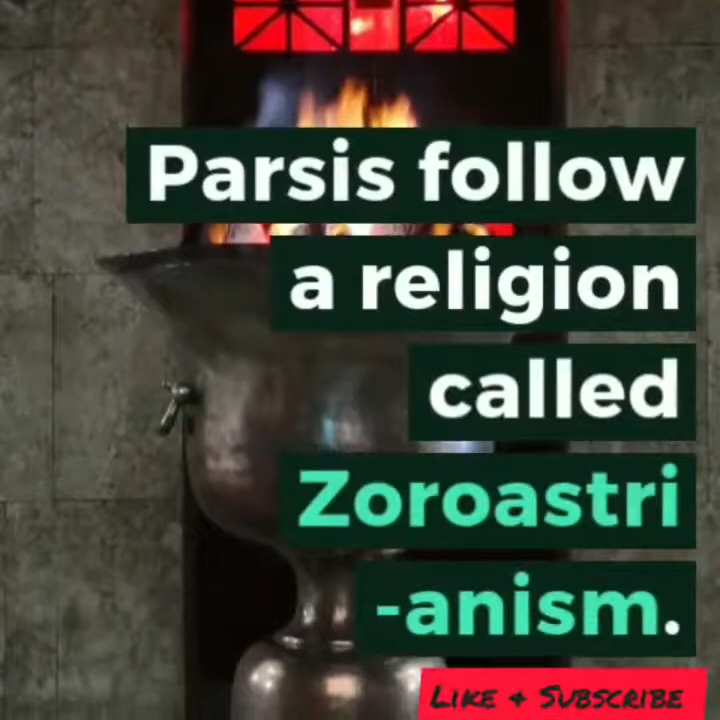 Parsis follow
a religion
called
Zoroastri
-anism.
LIKE + SUBSCRIBE